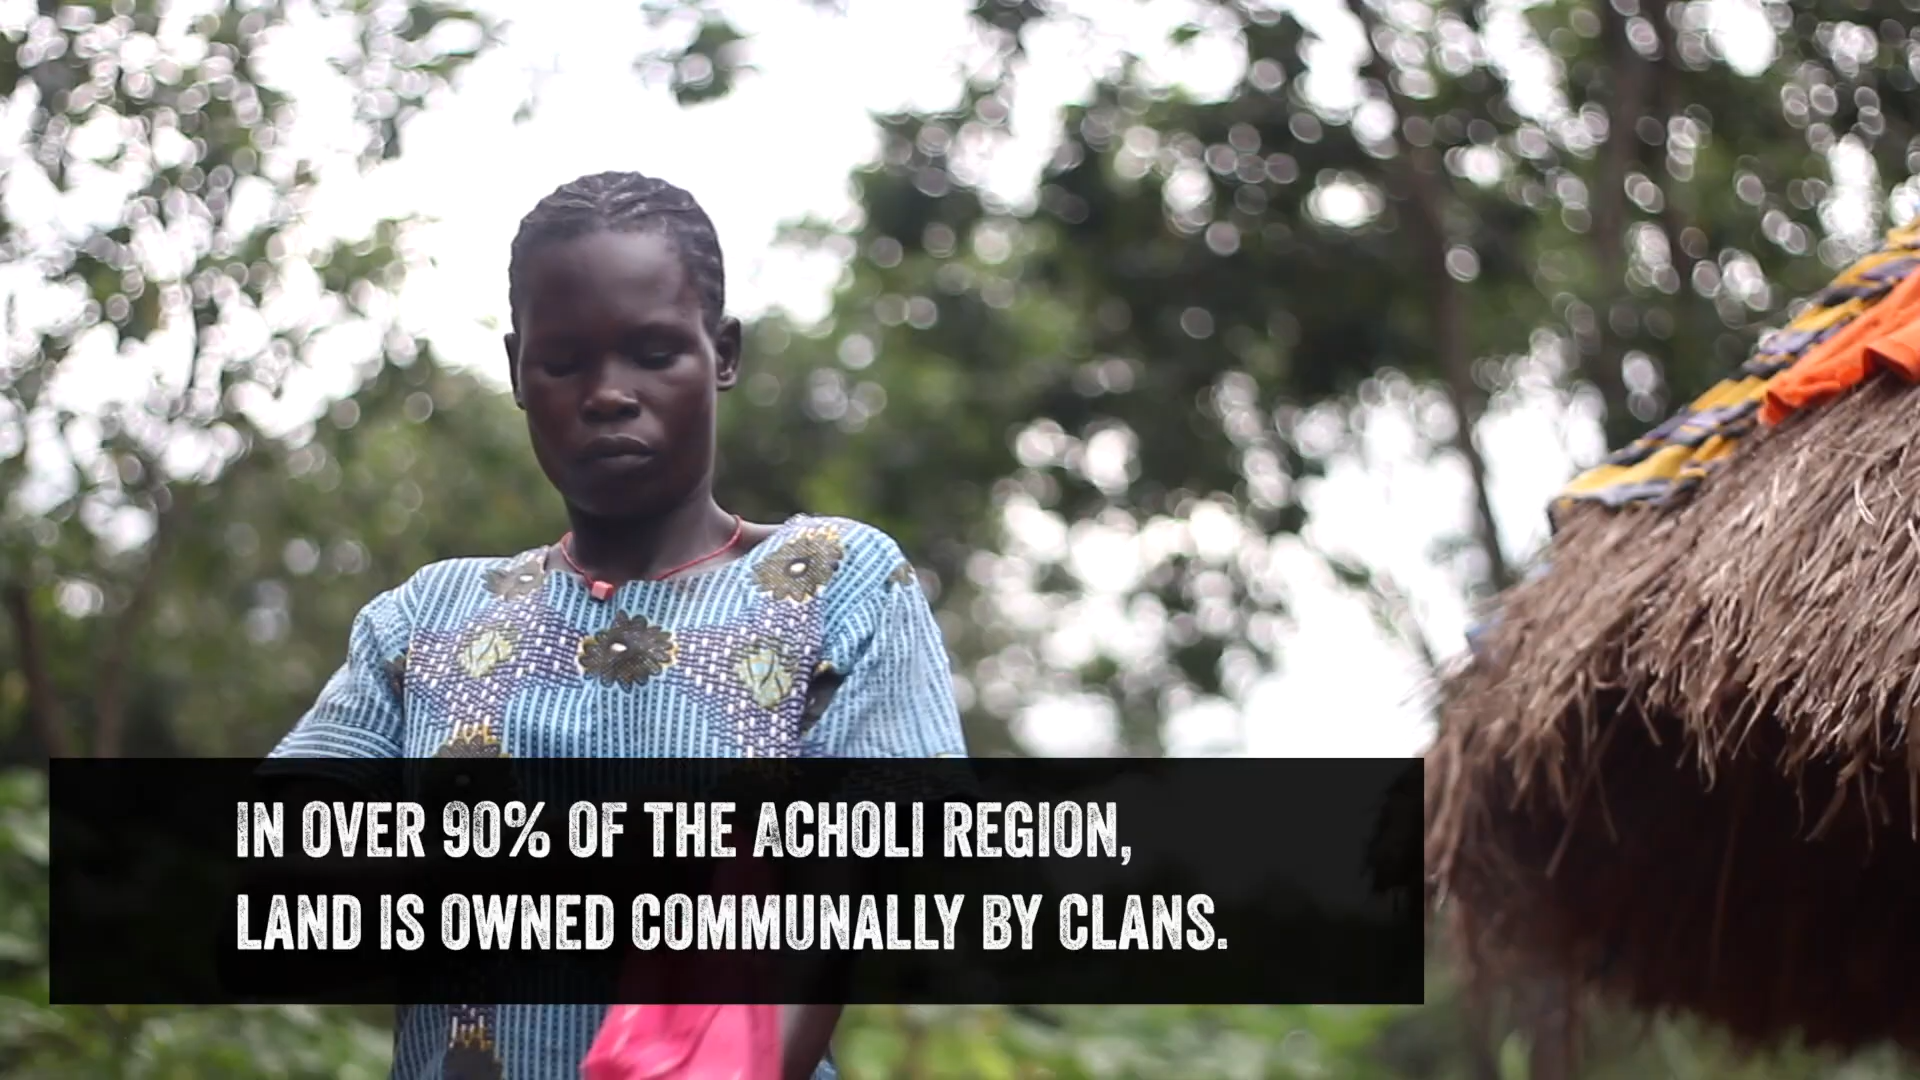 IN OVER 90% OF THE ACHOLI REGION,
LAND IS OWNED COMMUNALLY BY CLANS.